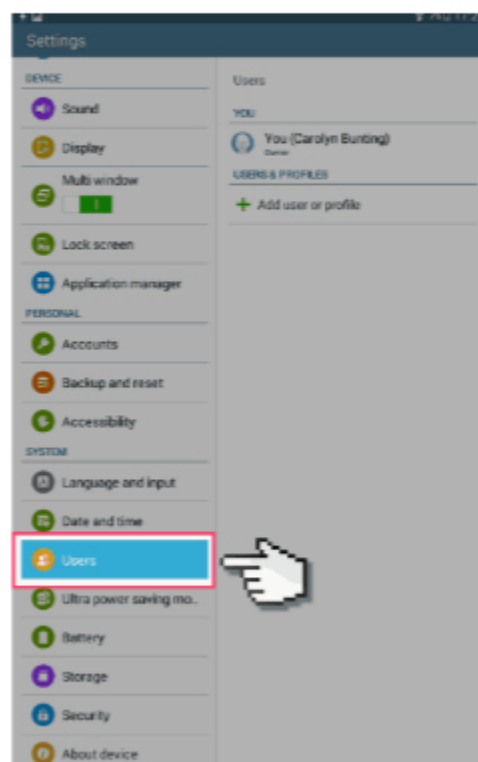 Settings
DEVICE
Sound
Display
Multi window
Lock screen
Application manager
PERSONAL
Accounts
Backup and reset
Accessibility
SYSTEM
Language and input
Date and time
Users
Ultra power saving mo..
Battery
Storage
Security
About device
Users
YOU
You (Carolyn Bunting)
Owner
USERS & PROFILES
Add user or profile